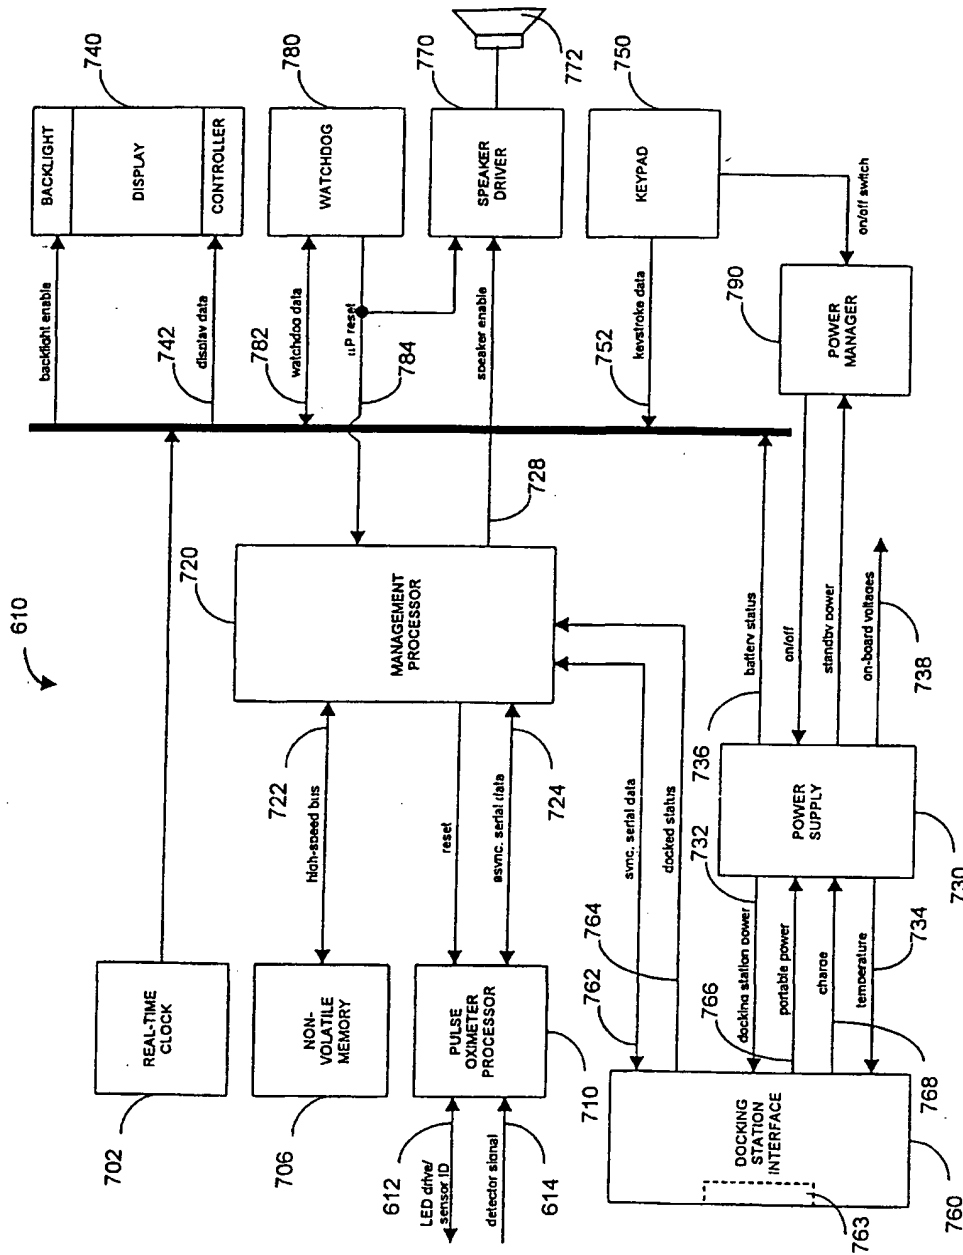 610
702
REAL-TIME
CLOCK
706
NON-
VOLATILE
MEMORY
710
PULSE
OXIMETER
PROCESSOR
612
LED drive/
sensor ID
614
detector signal
722
high-speed bus
reset
async. serial data
724
720
MANAGEMENT
PROCESSOR
728
740
BACKLIGHT
DISPLAY
CONTROLLER
backlight enable
742
display data
780
WATCHDOG
782
watchdog data
µP reset
784
770
SPEAKER
DRIVER
772
speaker enable
750
KEYPAD
752
keystroke data
on/off switch
790
POWER
MANAGER
762
sync. serial data
764
docked status
760
DOCKING
STATION
INTERFACE
763
732
docking station power
766
portable power
charge
768
temperature
734
730
POWER
SUPPLY
736
battery status
on/off
standby power
on-board voltages
738